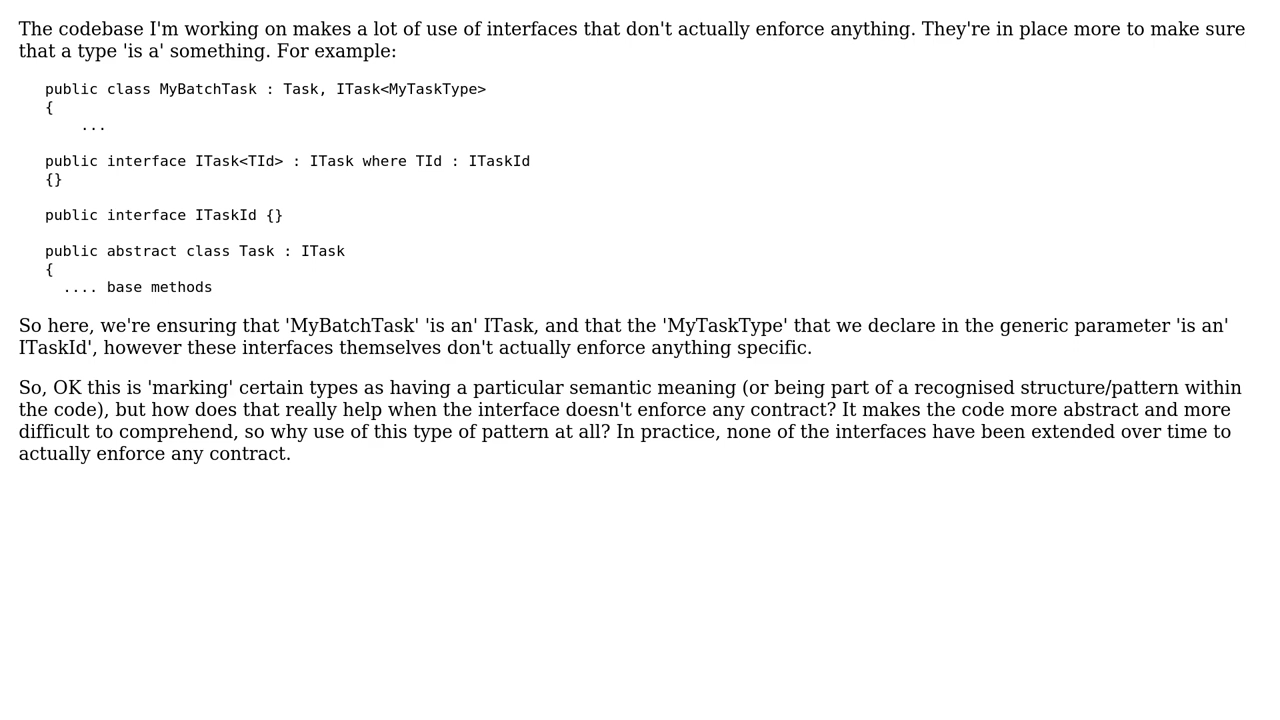 The codebase I'm working on makes a lot of use of interfaces that don't actually enforce anything. They're in place more to make sure
that a type 'is a' something. For example:
public class MyBatchTask : Task, ITask<MyTaskType>
{
    ...
public interface ITask<TId> : ITask where TId : ITaskId
{}
public interface ITaskId {}
public abstract class Task : ITask
{
  .... base methods
So here, we're ensuring that 'MyBatchTask' 'is an' ITask, and that the 'MyTaskType' that we declare in the generic parameter 'is an'
ITaskId', however these interfaces themselves don't actually enforce anything specific.
So, OK this is 'marking' certain types as having a particular semantic meaning (or being part of a recognised structure/pattern within
the code), but how does that really help when the interface doesn't enforce any contract? It makes the code more abstract and more
difficult to comprehend, so why use of this type of pattern at all? In practice, none of the interfaces have been extended over time to
actually enforce any contract.